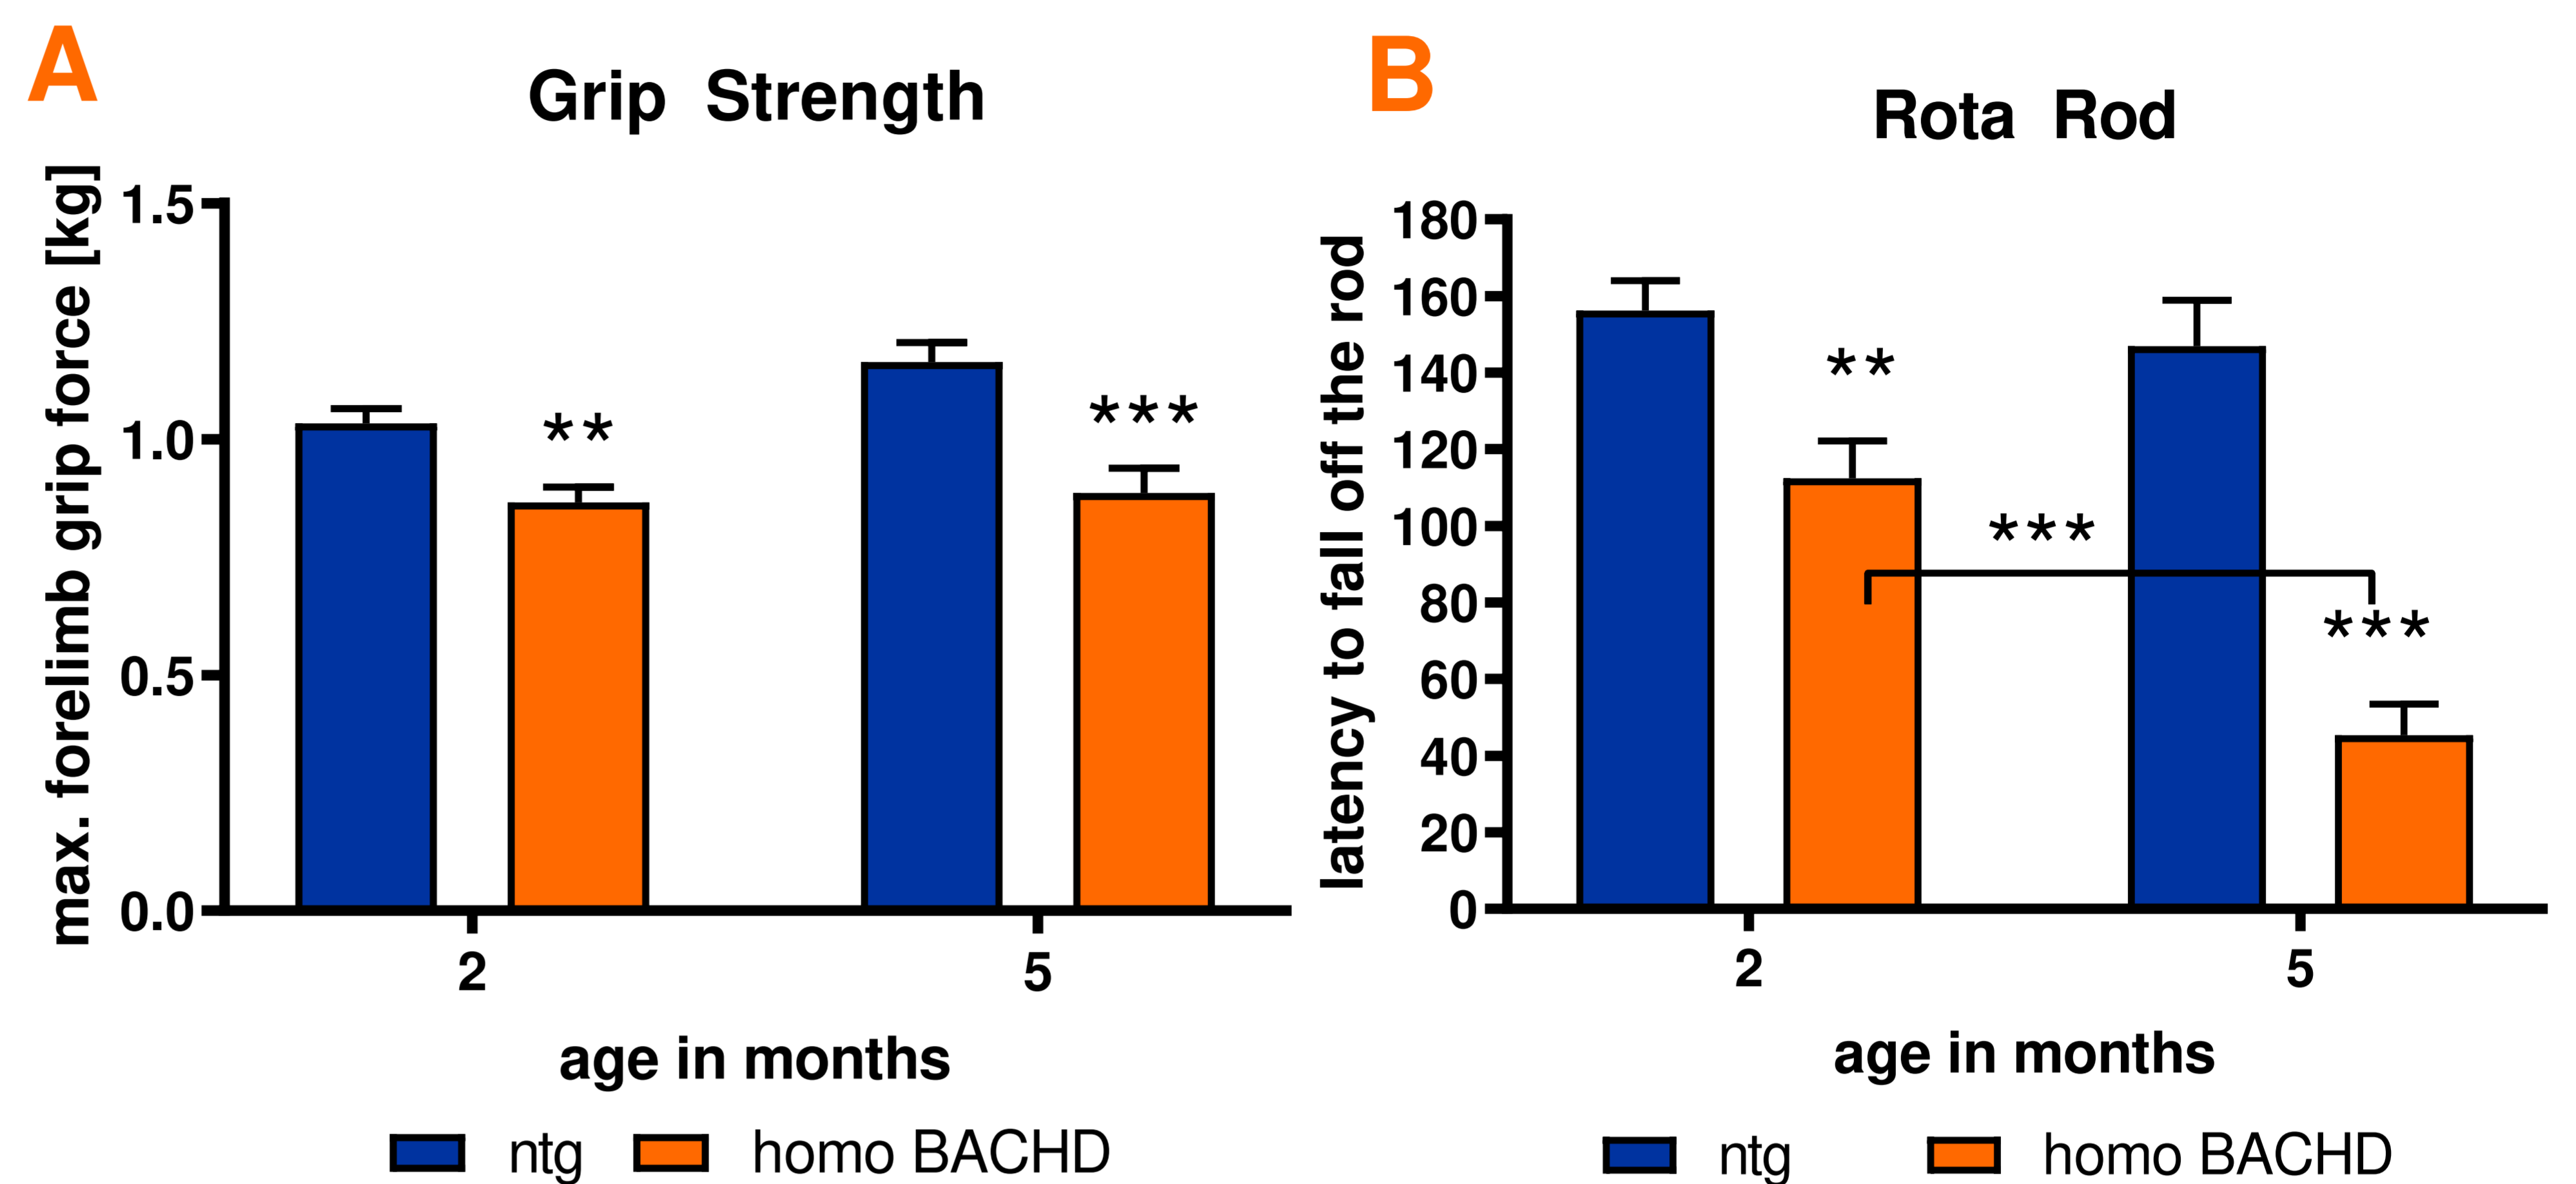 A
Grip Strength
max. forelimb grip force [kg]
1.5
1.0
0.5
0.0
**
***
2
5
age in months
ntg
homo BACHD
B
Rota Rod
latency to fall off the rod
180
160
140
120
100
80
60
40
20
0
**
***
***
2
5
age in months
ntg
homo BACHD